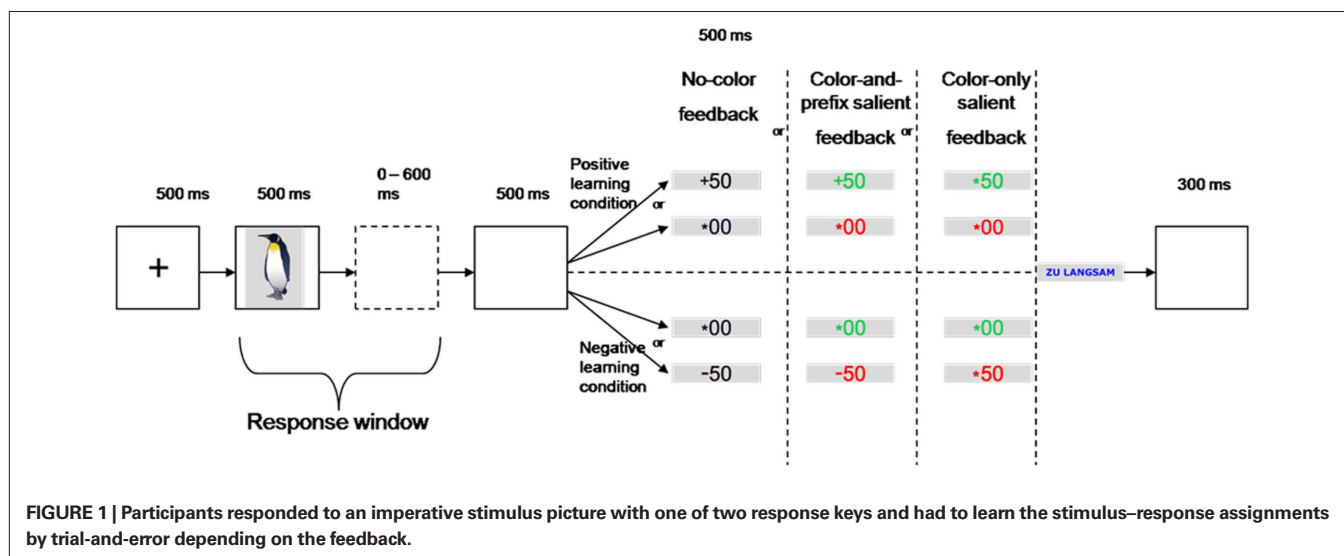 500 ms
No-color
feedback
or
Color-and-
prefix salient
feedback
or
Color-only
salient
feedback
500 ms
500 ms
0 – 600
ms
500 ms
Positive
learning
condition
or
+50
+50
*50
*00
*00
*00
300 ms
+
ZU LANGSAM
Negative
learning
condition
or
*00
*00
*00
-50
-50
*50
Response window
FIGURE 1 | Participants responded to an imperative stimulus picture with one of two response keys and had to learn the stimulus–response assignments
by trial-and-error depending on the feedback.